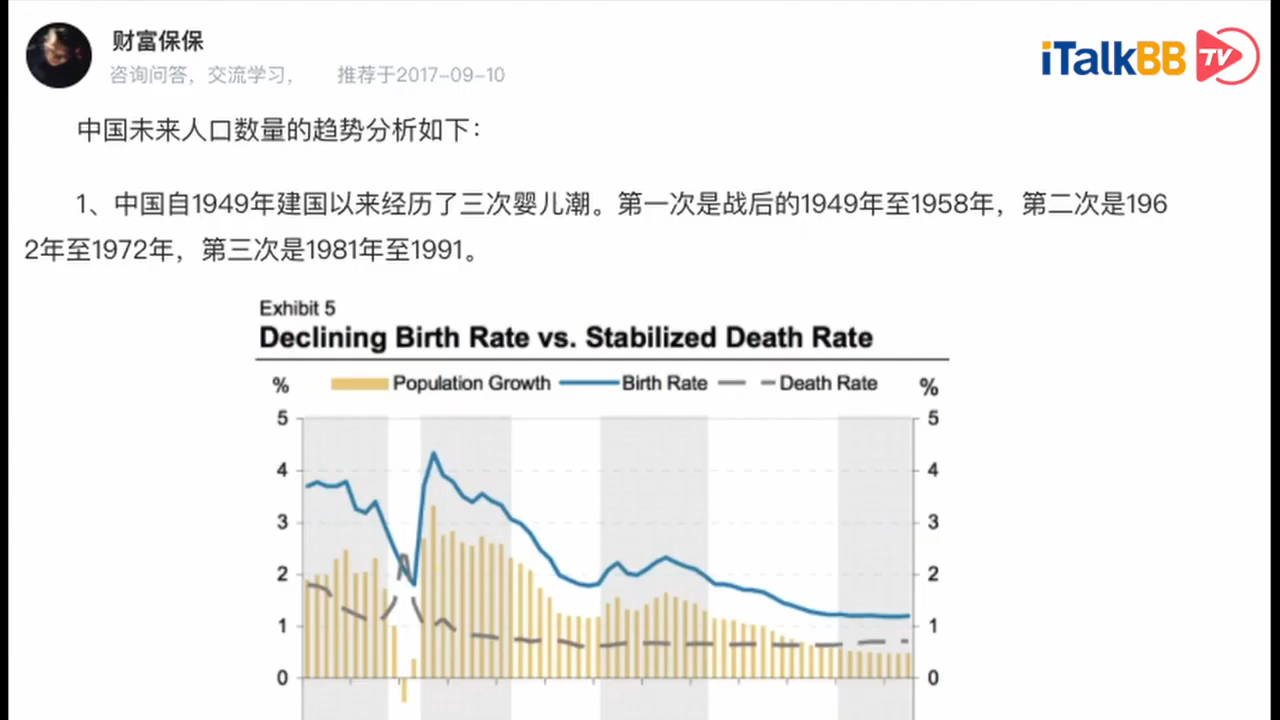 财富保保
iTalkBB TV
咨询问答，交流学习， 推荐于2017-09-10
中国未来人口数量的趋势分析如下：
1、中国自1949年建国以来经历了三次婴儿潮。第一次是战后的1949年至1958年，第二次是196
2年至1972年，第三次是1981年至1991。
Exhibit 5
Declining Birth Rate vs. Stabilized Death Rate
% Population Growth Birth Rate Death Rate %
5 5
4 4
3 3
2 2
1 1
0 0